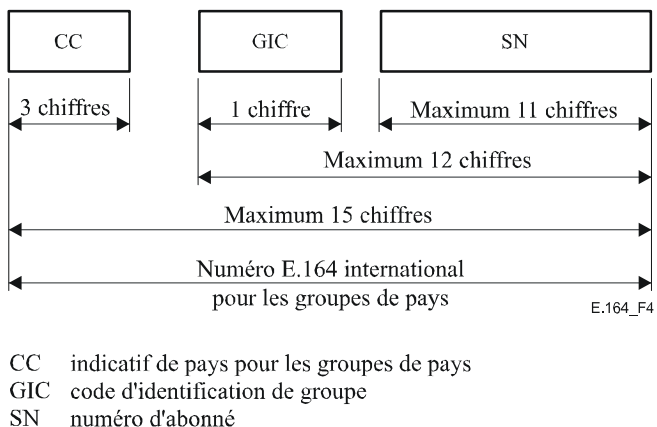 CC GIC SN
3 chiffres 1 chiffre Maximum 11 chiffres
Maximum 12 chiffres
Maximum 15 chiffres
Numéro E.164 international
pour les groupes de pays
E.164_F4
CC indicatif de pays pour les groupes de pays
GIC code d'identification de groupe
SN numéro d'abonné